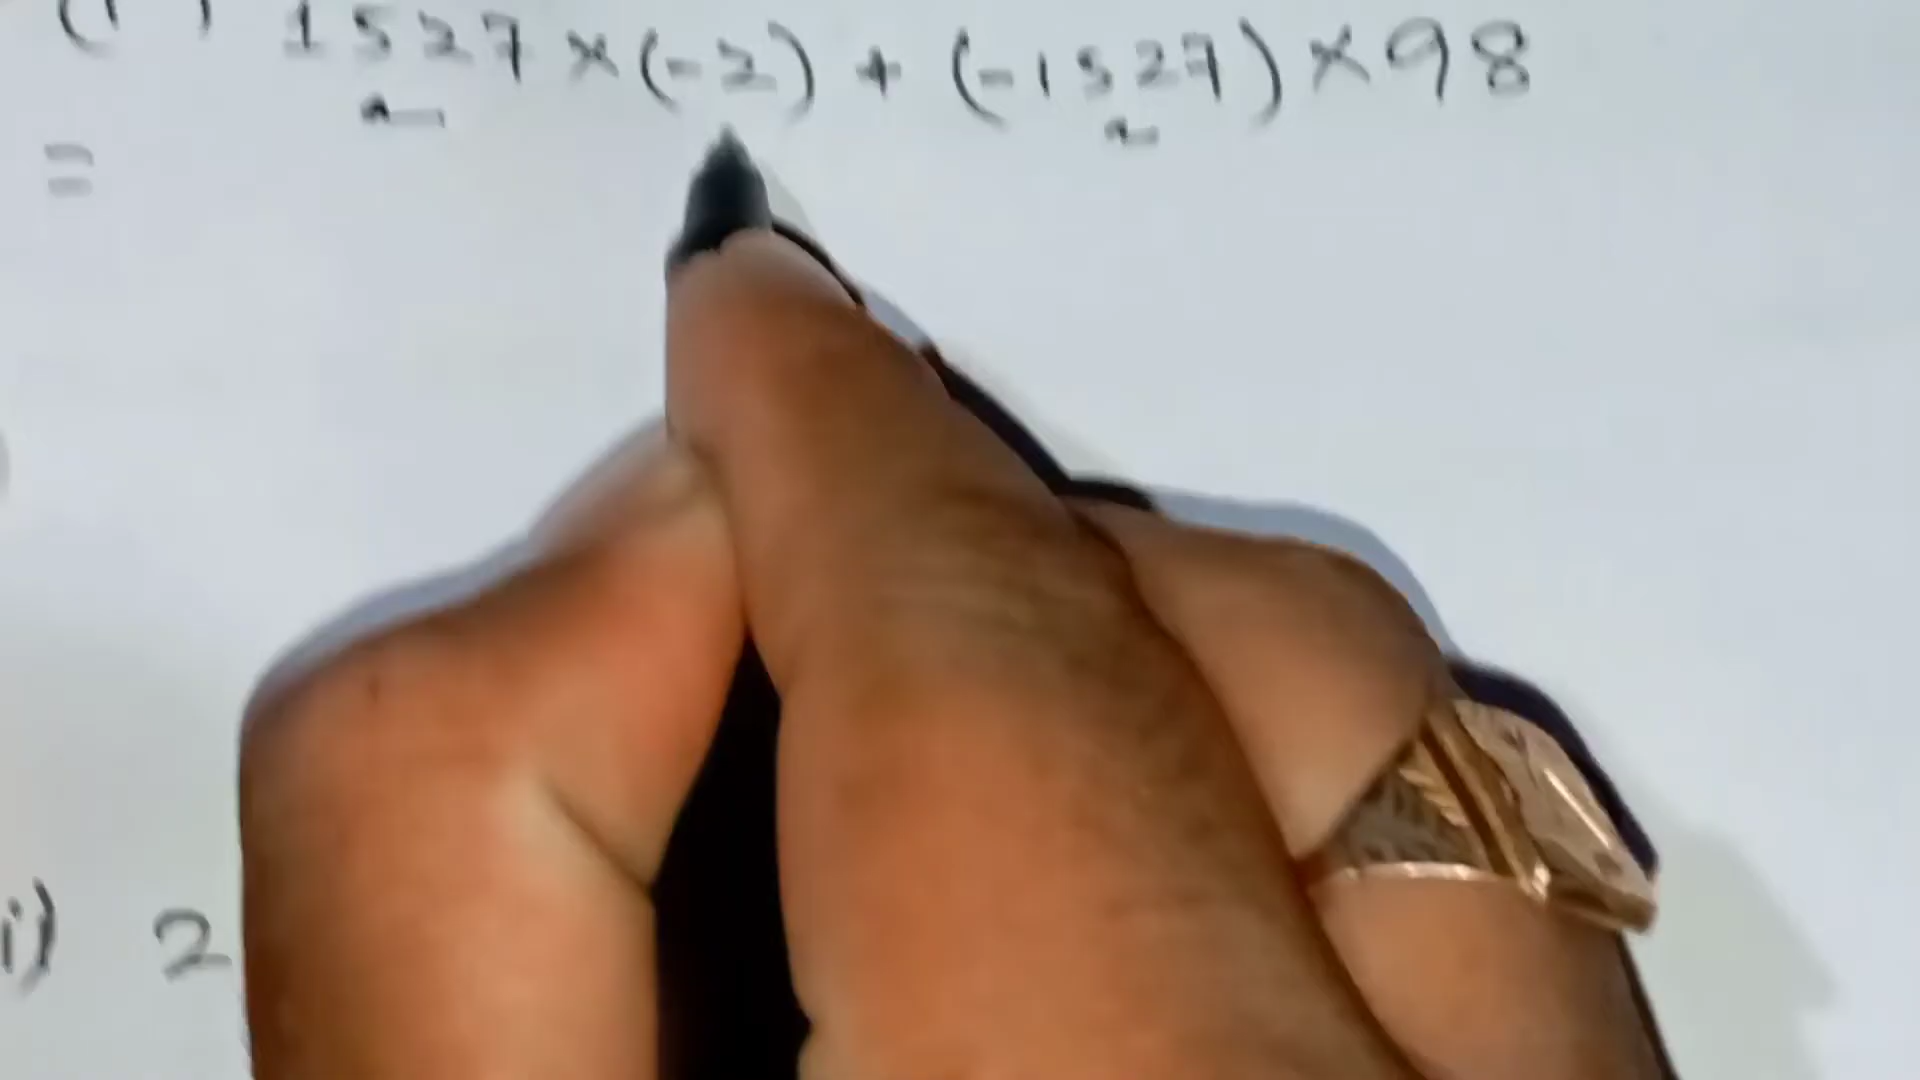 1527 × (-2) + (-1527) × 98
=
i) 2